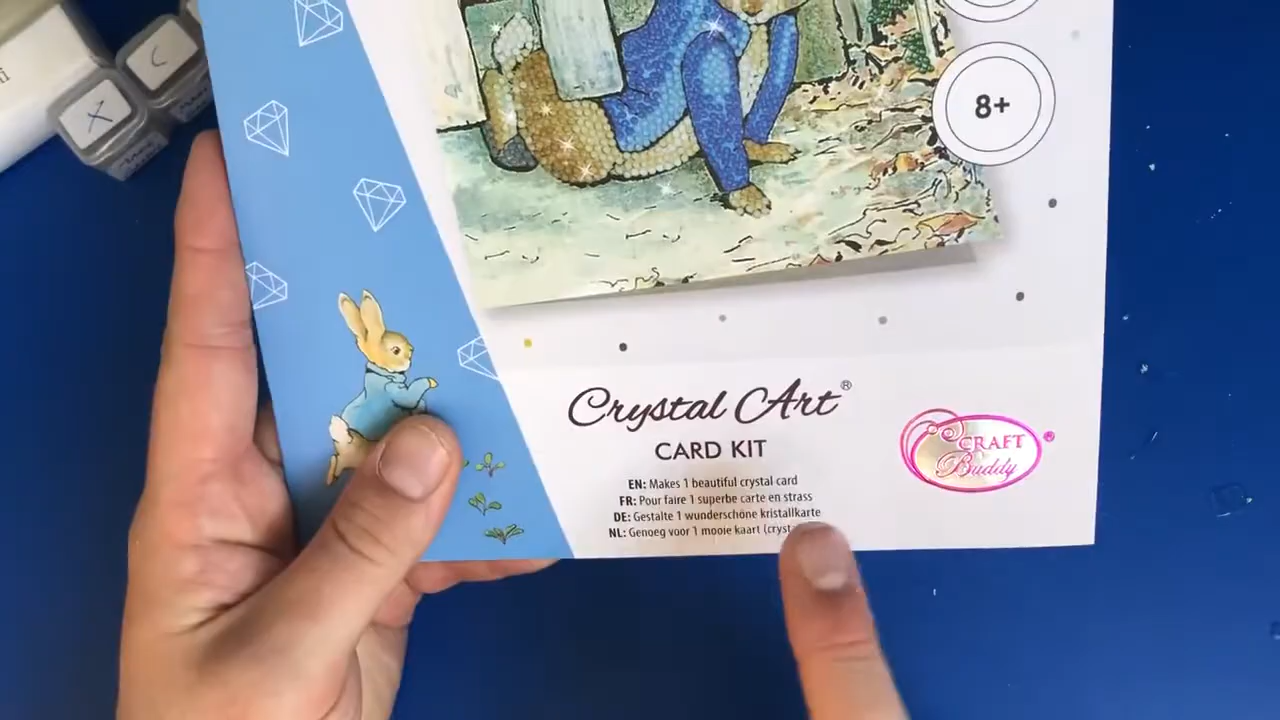 8+
Crystal Art®
CARD KIT
CRAFT
Buddy®
EN: Makes 1 beautiful crystal card
FR: Pour faire 1 superbe carte en strass
DE: Gestalte 1 wunderschöne kristallkarte
NL: Genoeg voor 1 mooie kaart
X
C